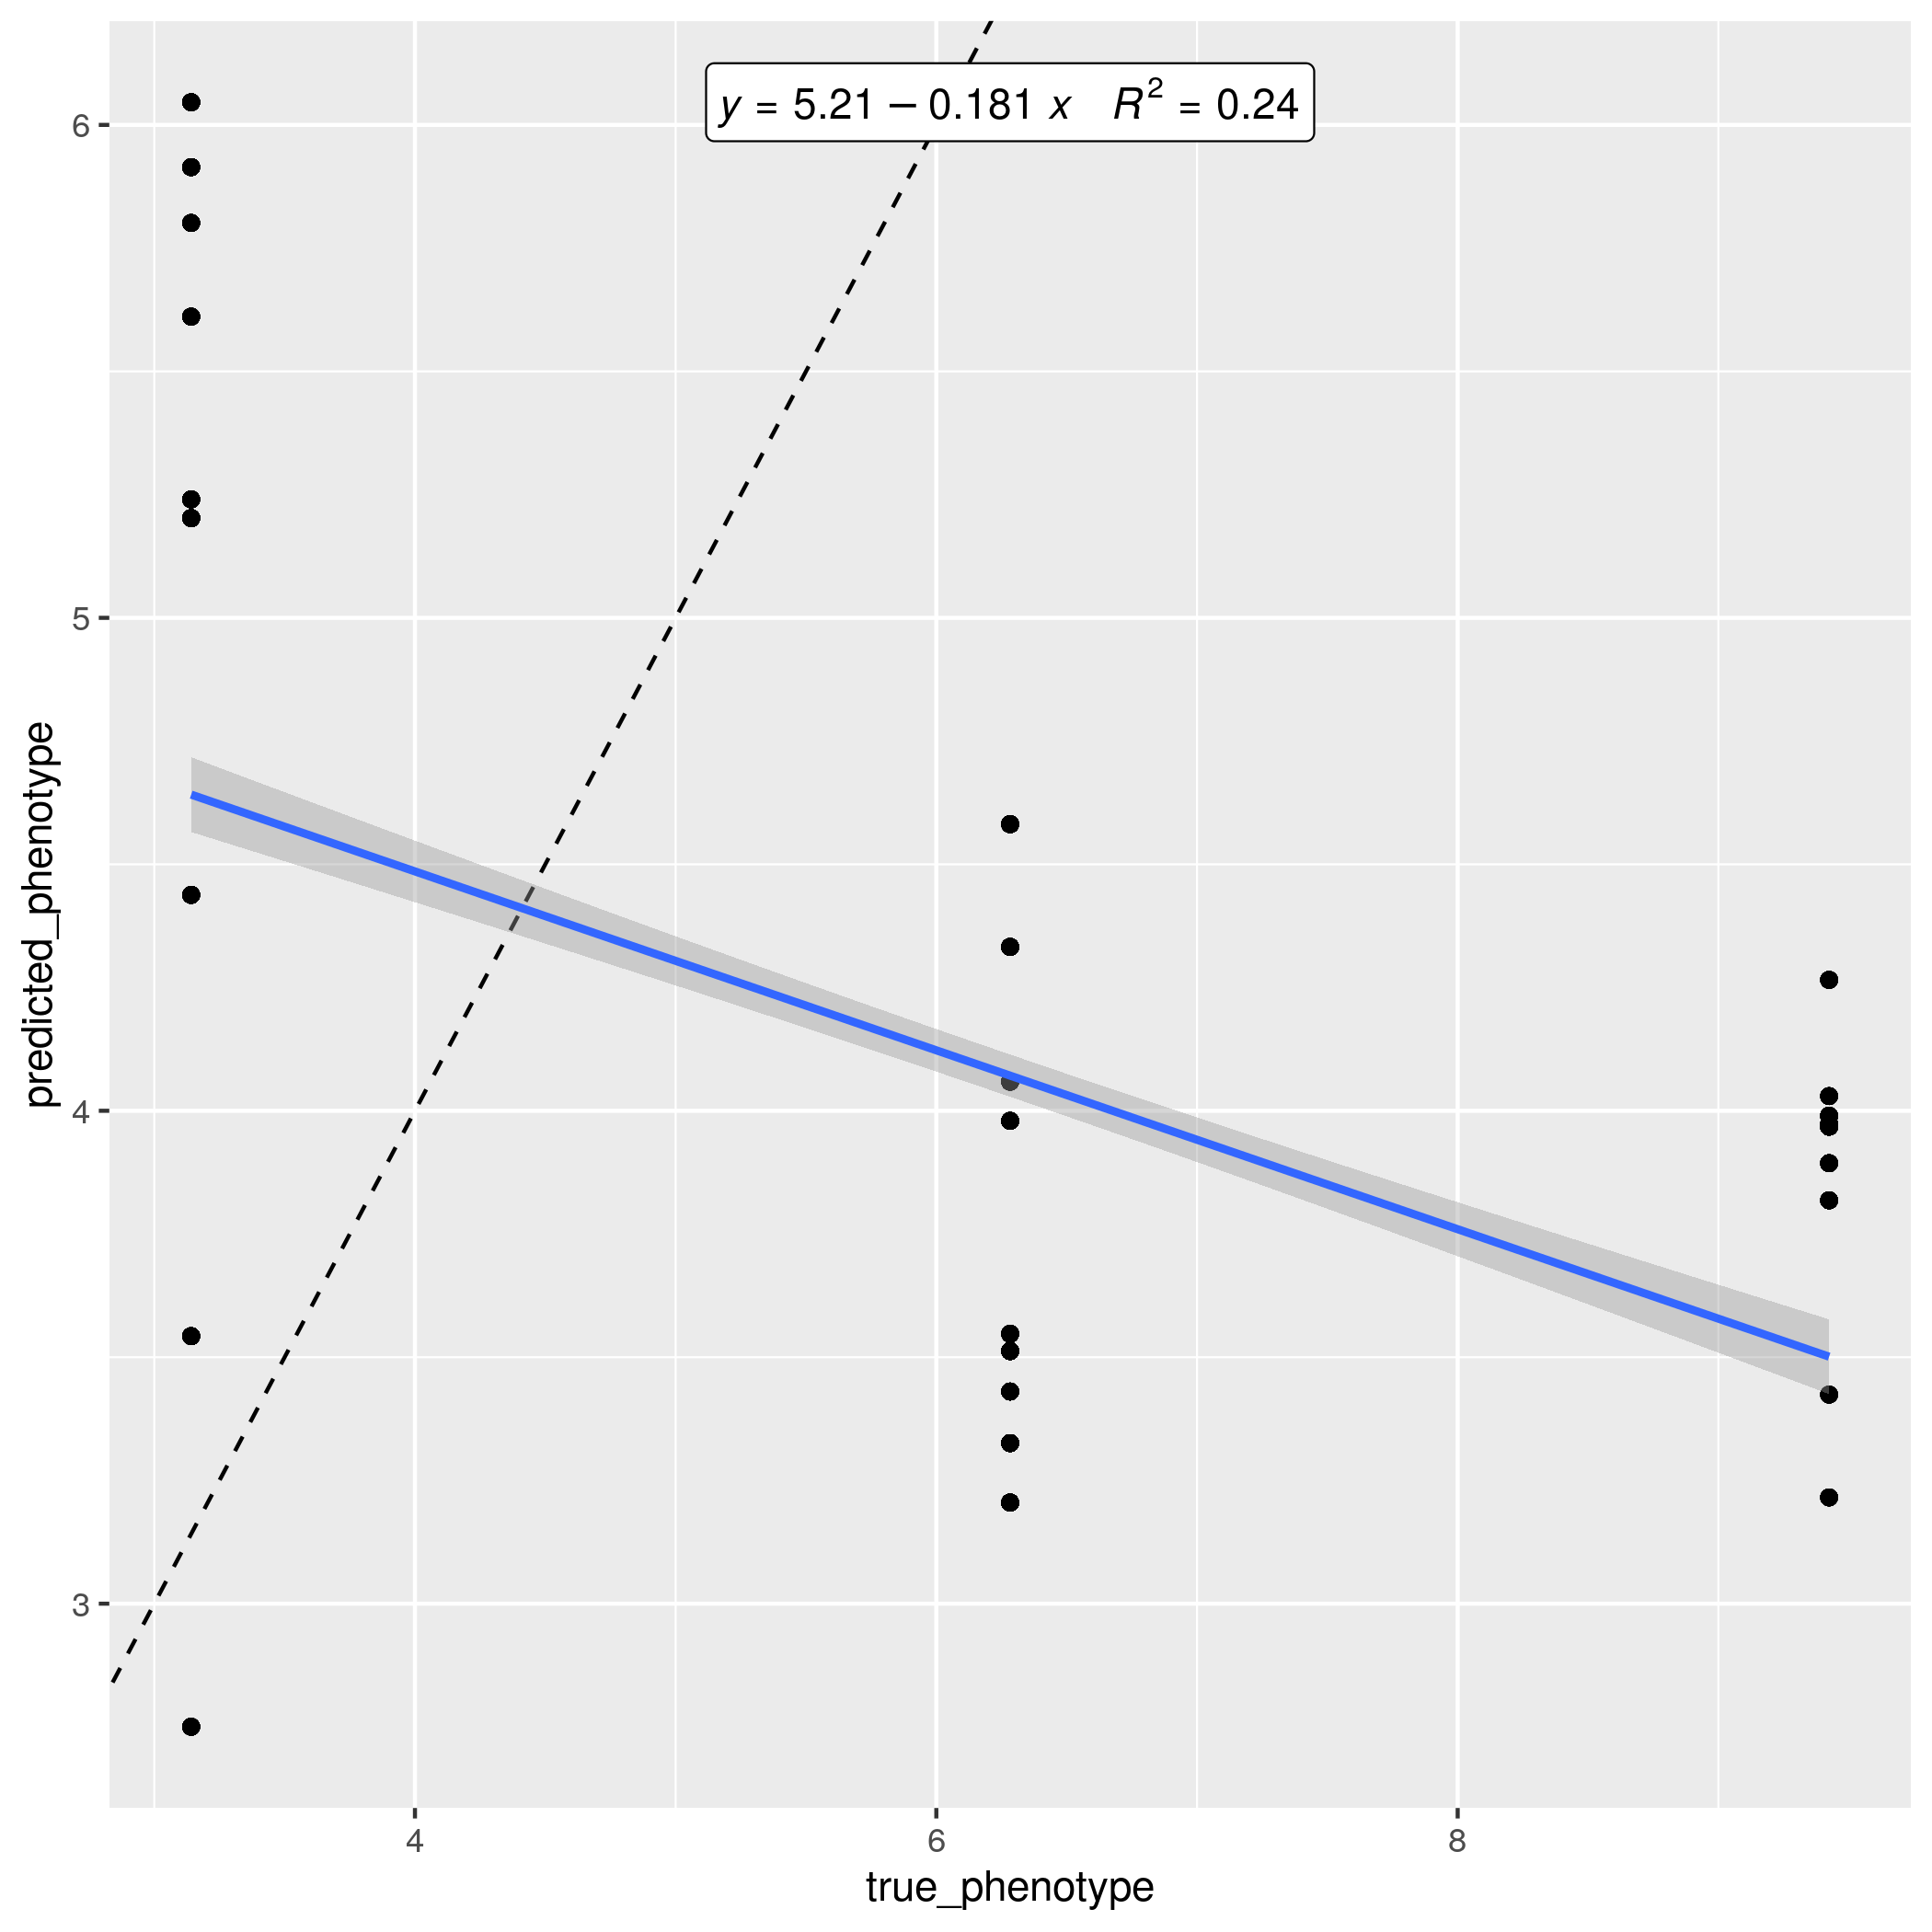 y = 5.21 − 0.181 x R² = 0.24
6
5
4
3
predicted_phenotype
4 6 8
true_phenotype